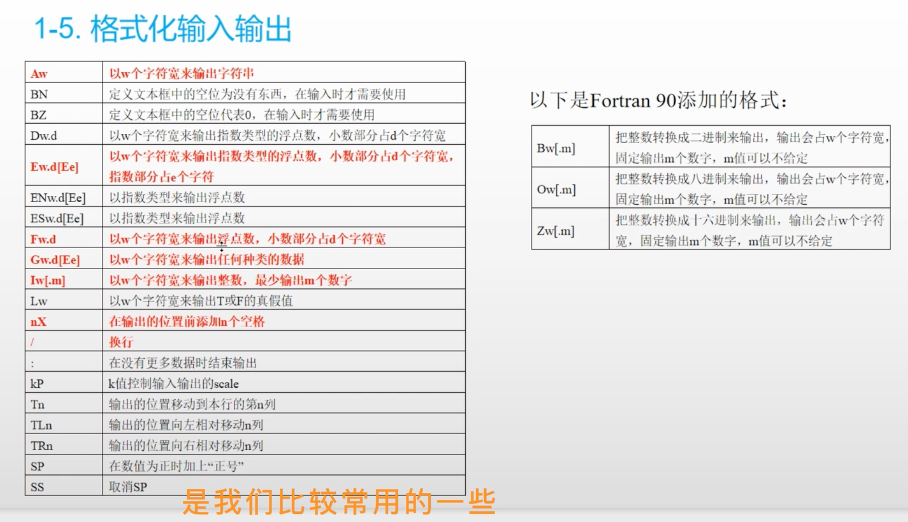 1-5. 格式化输入输出
Aw 以w个字符宽来输出字符串
BN 定义文本框中的空位为没有东西，在输入时才需要使用
BZ 定义文本框中的空位代表0，在输入时才需要使用
Dw.d 以w个字符宽来输出指数类型的浮点数，小数部分占d个字符宽
Ew.d[Ee] 以w个字符宽来输出指数类型的浮点数，小数部分占d个字符宽，
指数部分占e个字符
ENw.d[Ee] 以指数类型来输出浮点数
ESw.d[Ee] 以指数类型来输出浮点数
Fw.d 以w个字符宽来输出浮点数，小数部分占d个字符宽
Gw.d[Ee] 以w个字符宽来输出任何种类的数据
Iw[.m] 以w个字符宽来输出整数，最少输出m个数字
Lw 以w个字符宽来输出T或F的真假值
nX 在输出的位置前添加n个空格
/ 换行
: 在没有更多数据时结束输出
kP k值控制输入输出的scale
Tn 输出的位置移动到本行的第n列
TLn 输出的位置向左相对移动n列
TRn 输出的位置向右相对移动n列
SP 在数值为正时加上“正号”
SS 取消SP
以下是Fortran 90添加的格式：
Bw[.m] 把整数转换成二进制来输出，输出会占w个字符宽，
固定输出m个数字，m值可以不给定
Ow[.m] 把整数转换成八进制来输出，输出会占w个字符宽，
固定输出m个数字，m值可以不给定
Zw[.m] 把整数转换成十六进制来输出，输出会占w个字符
宽，固定输出m个数字，m值可以不给定
是我们比较常用的一些